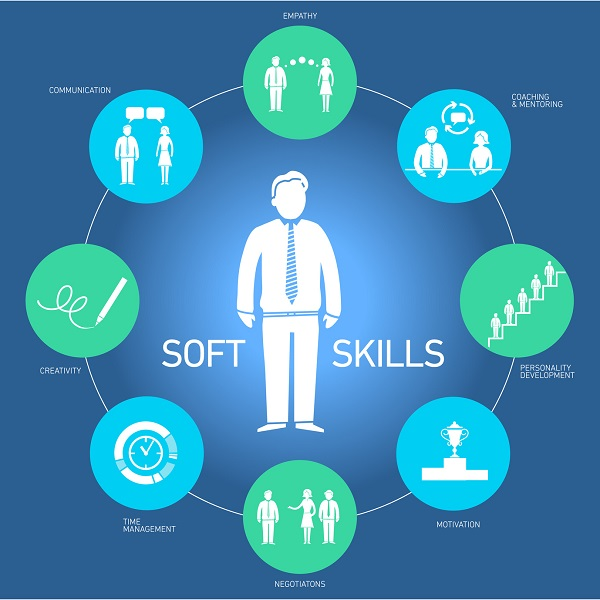 EMPATHY
COMMUNICATION
COACHING
& MENTORING
SOFT SKILLS
CREATIVITY
PERSONALITY
DEVELOPMENT
TIME
MANAGEMENT
MOTIVATION
NEGOTIATONS